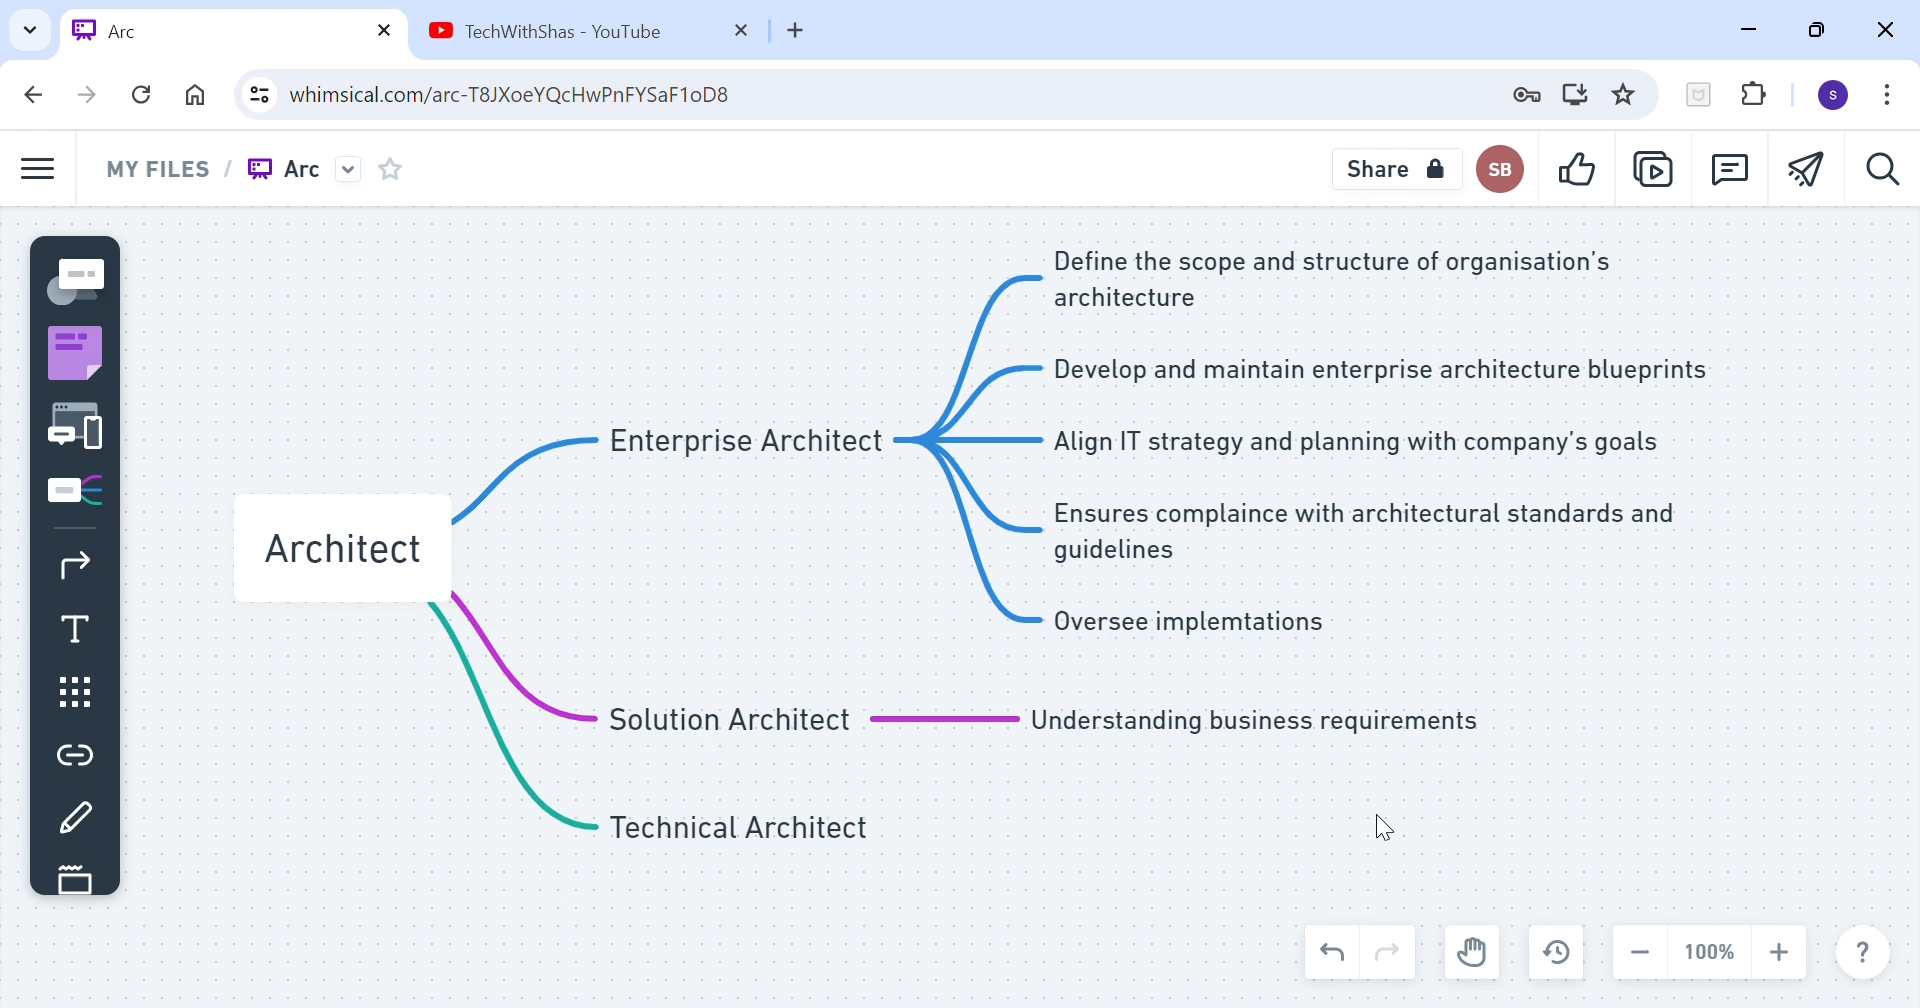 Arc
TechWithShas - YouTube
whimsical.com/arc-T8JXoeYQcHwPnFYSaF1oD8
s
MY FILES / Arc
Share
SB
Define the scope and structure of organisation's
architecture
Develop and maintain enterprise architecture blueprints
Enterprise Architect
Align IT strategy and planning with company's goals
Ensures complaince with architectural standards and
guidelines
Architect
Oversee implemtations
Solution Architect
Understanding business requirements
Technical Architect
100%
?